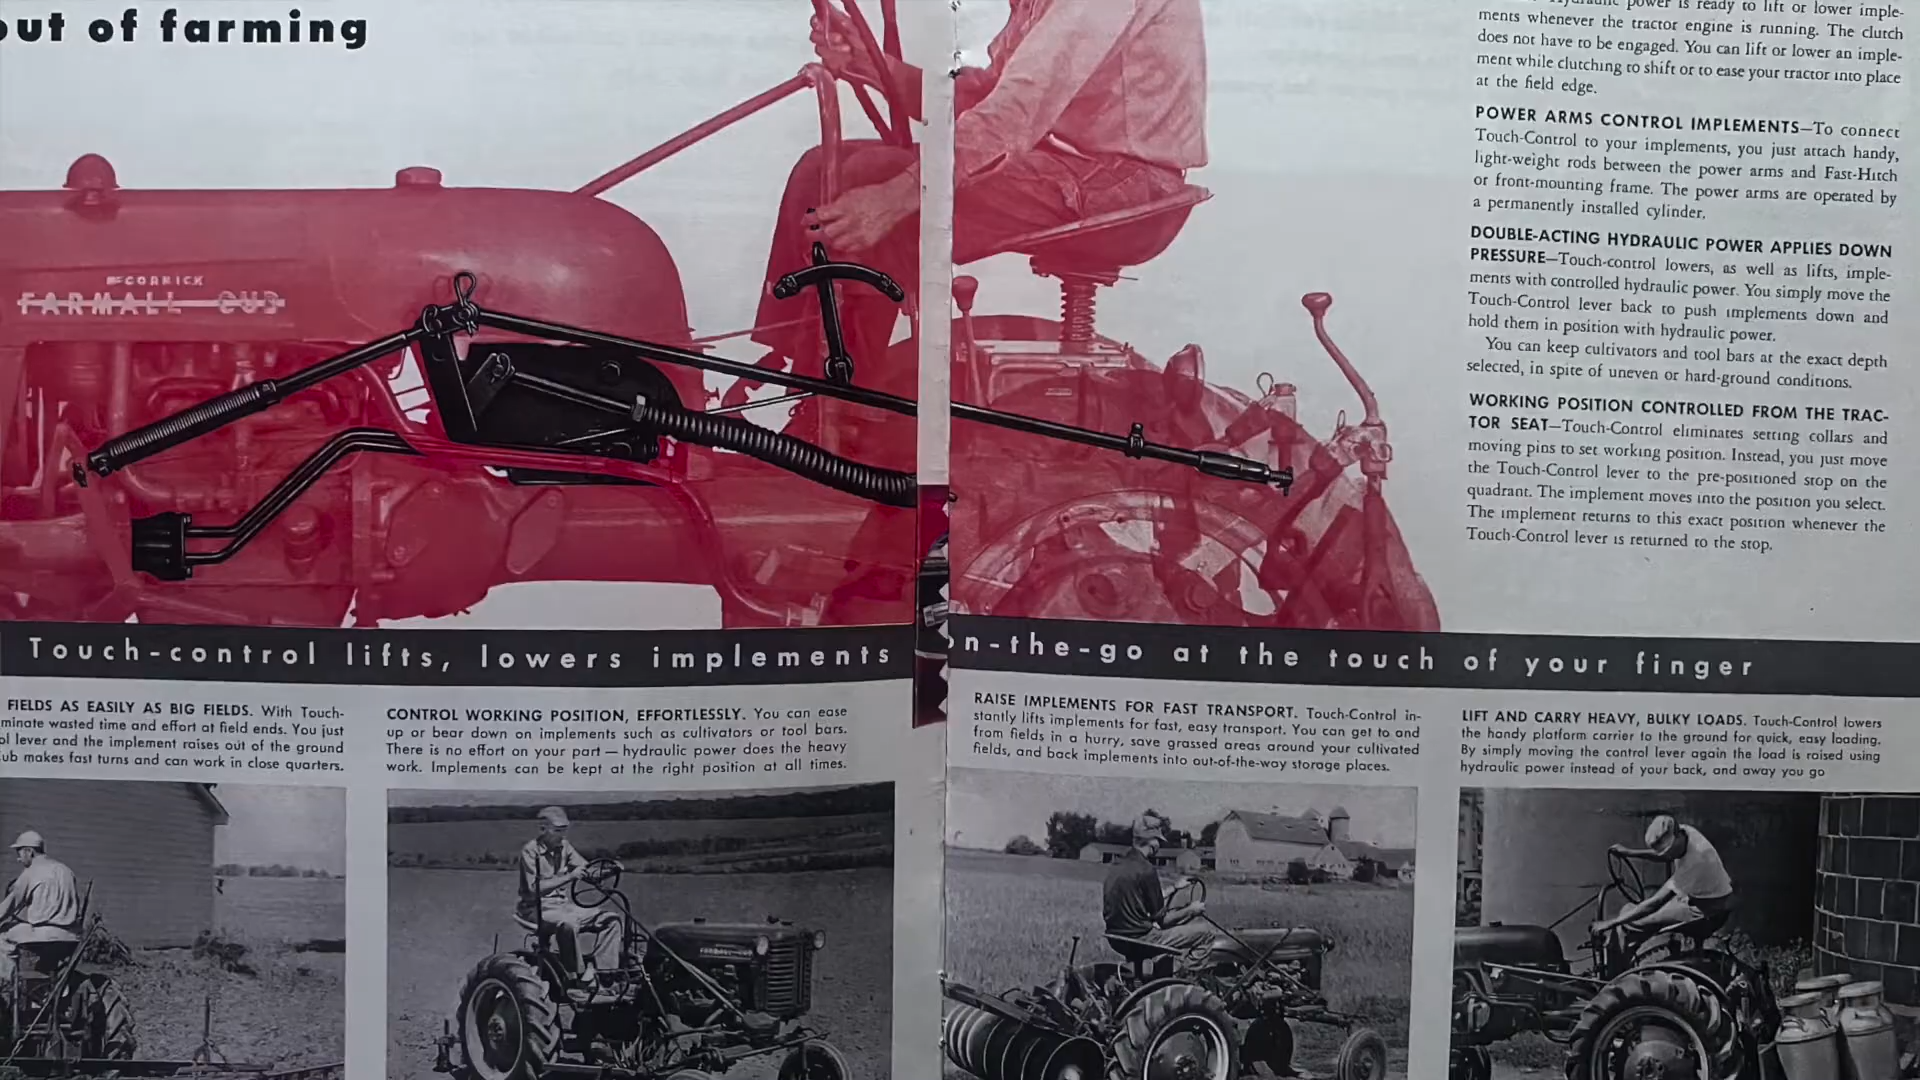 out of farming
McCORMICK
FARMALL CUB
Hydraulic power is ready to lift or lower imple-
ments whenever the tractor engine is running. The clutch
does not have to be engaged. You can lift or lower an imple-
ment while clutching to shift or to ease your tractor into place
at the field edge.
POWER ARMS CONTROL IMPLEMENTS—To connect
Touch-Control to your implements, you just attach handy,
light-weight rods between the power arms and Fast-Hitch
or front-mounting frame. The power arms are operated by
a permanently installed cylinder.
DOUBLE-ACTING HYDRAULIC POWER APPLIES DOWN
PRESSURE—Touch-control lowers, as well as lifts, imple-
ments with controlled hydraulic power. You simply move the
Touch-Control lever back to push implements down and
hold them in position with hydraulic power.
You can keep cultivators and tool bars at the exact depth
selected, in spite of uneven or hard-ground conditions.
WORKING POSITION CONTROLLED FROM THE TRAC-
TOR SEAT—Touch-Control eliminates setting collars and
moving pins to set working position. Instead, you just move
the Touch-Control lever to the pre-positioned stop on the
quadrant. The implement moves into the position you select.
The implement returns to this exact position whenever the
Touch-Control lever is returned to the stop.
Touch-control lifts, lowers implements on-the-go at the touch of your finger
FIELDS AS EASILY AS BIG FIELDS. With Touch-
minate wasted time and effort at field ends. You just
ol lever and the implement raises out of the ground
ub makes fast turns and can work in close quarters.
CONTROL WORKING POSITION, EFFORTLESSLY. You can ease
up or bear down on implements such as cultivators or tool bars.
There is no effort on your part — hydraulic power does the heavy
work. Implements can be kept at the right position at all times.
RAISE IMPLEMENTS FOR FAST TRANSPORT. Touch-Control in-
stantly lifts implements for fast, easy transport. You can get to and
from fields in a hurry, save grassed areas around your cultivated
fields, and back implements into out-of-the-way storage places.
LIFT AND CARRY HEAVY, BULKY LOADS. Touch-Control lowers
the handy platform carrier to the ground for quick, easy loading.
By simply moving the control lever again the load is raised using
hydraulic power instead of your back, and away you go
FARMALL CUB